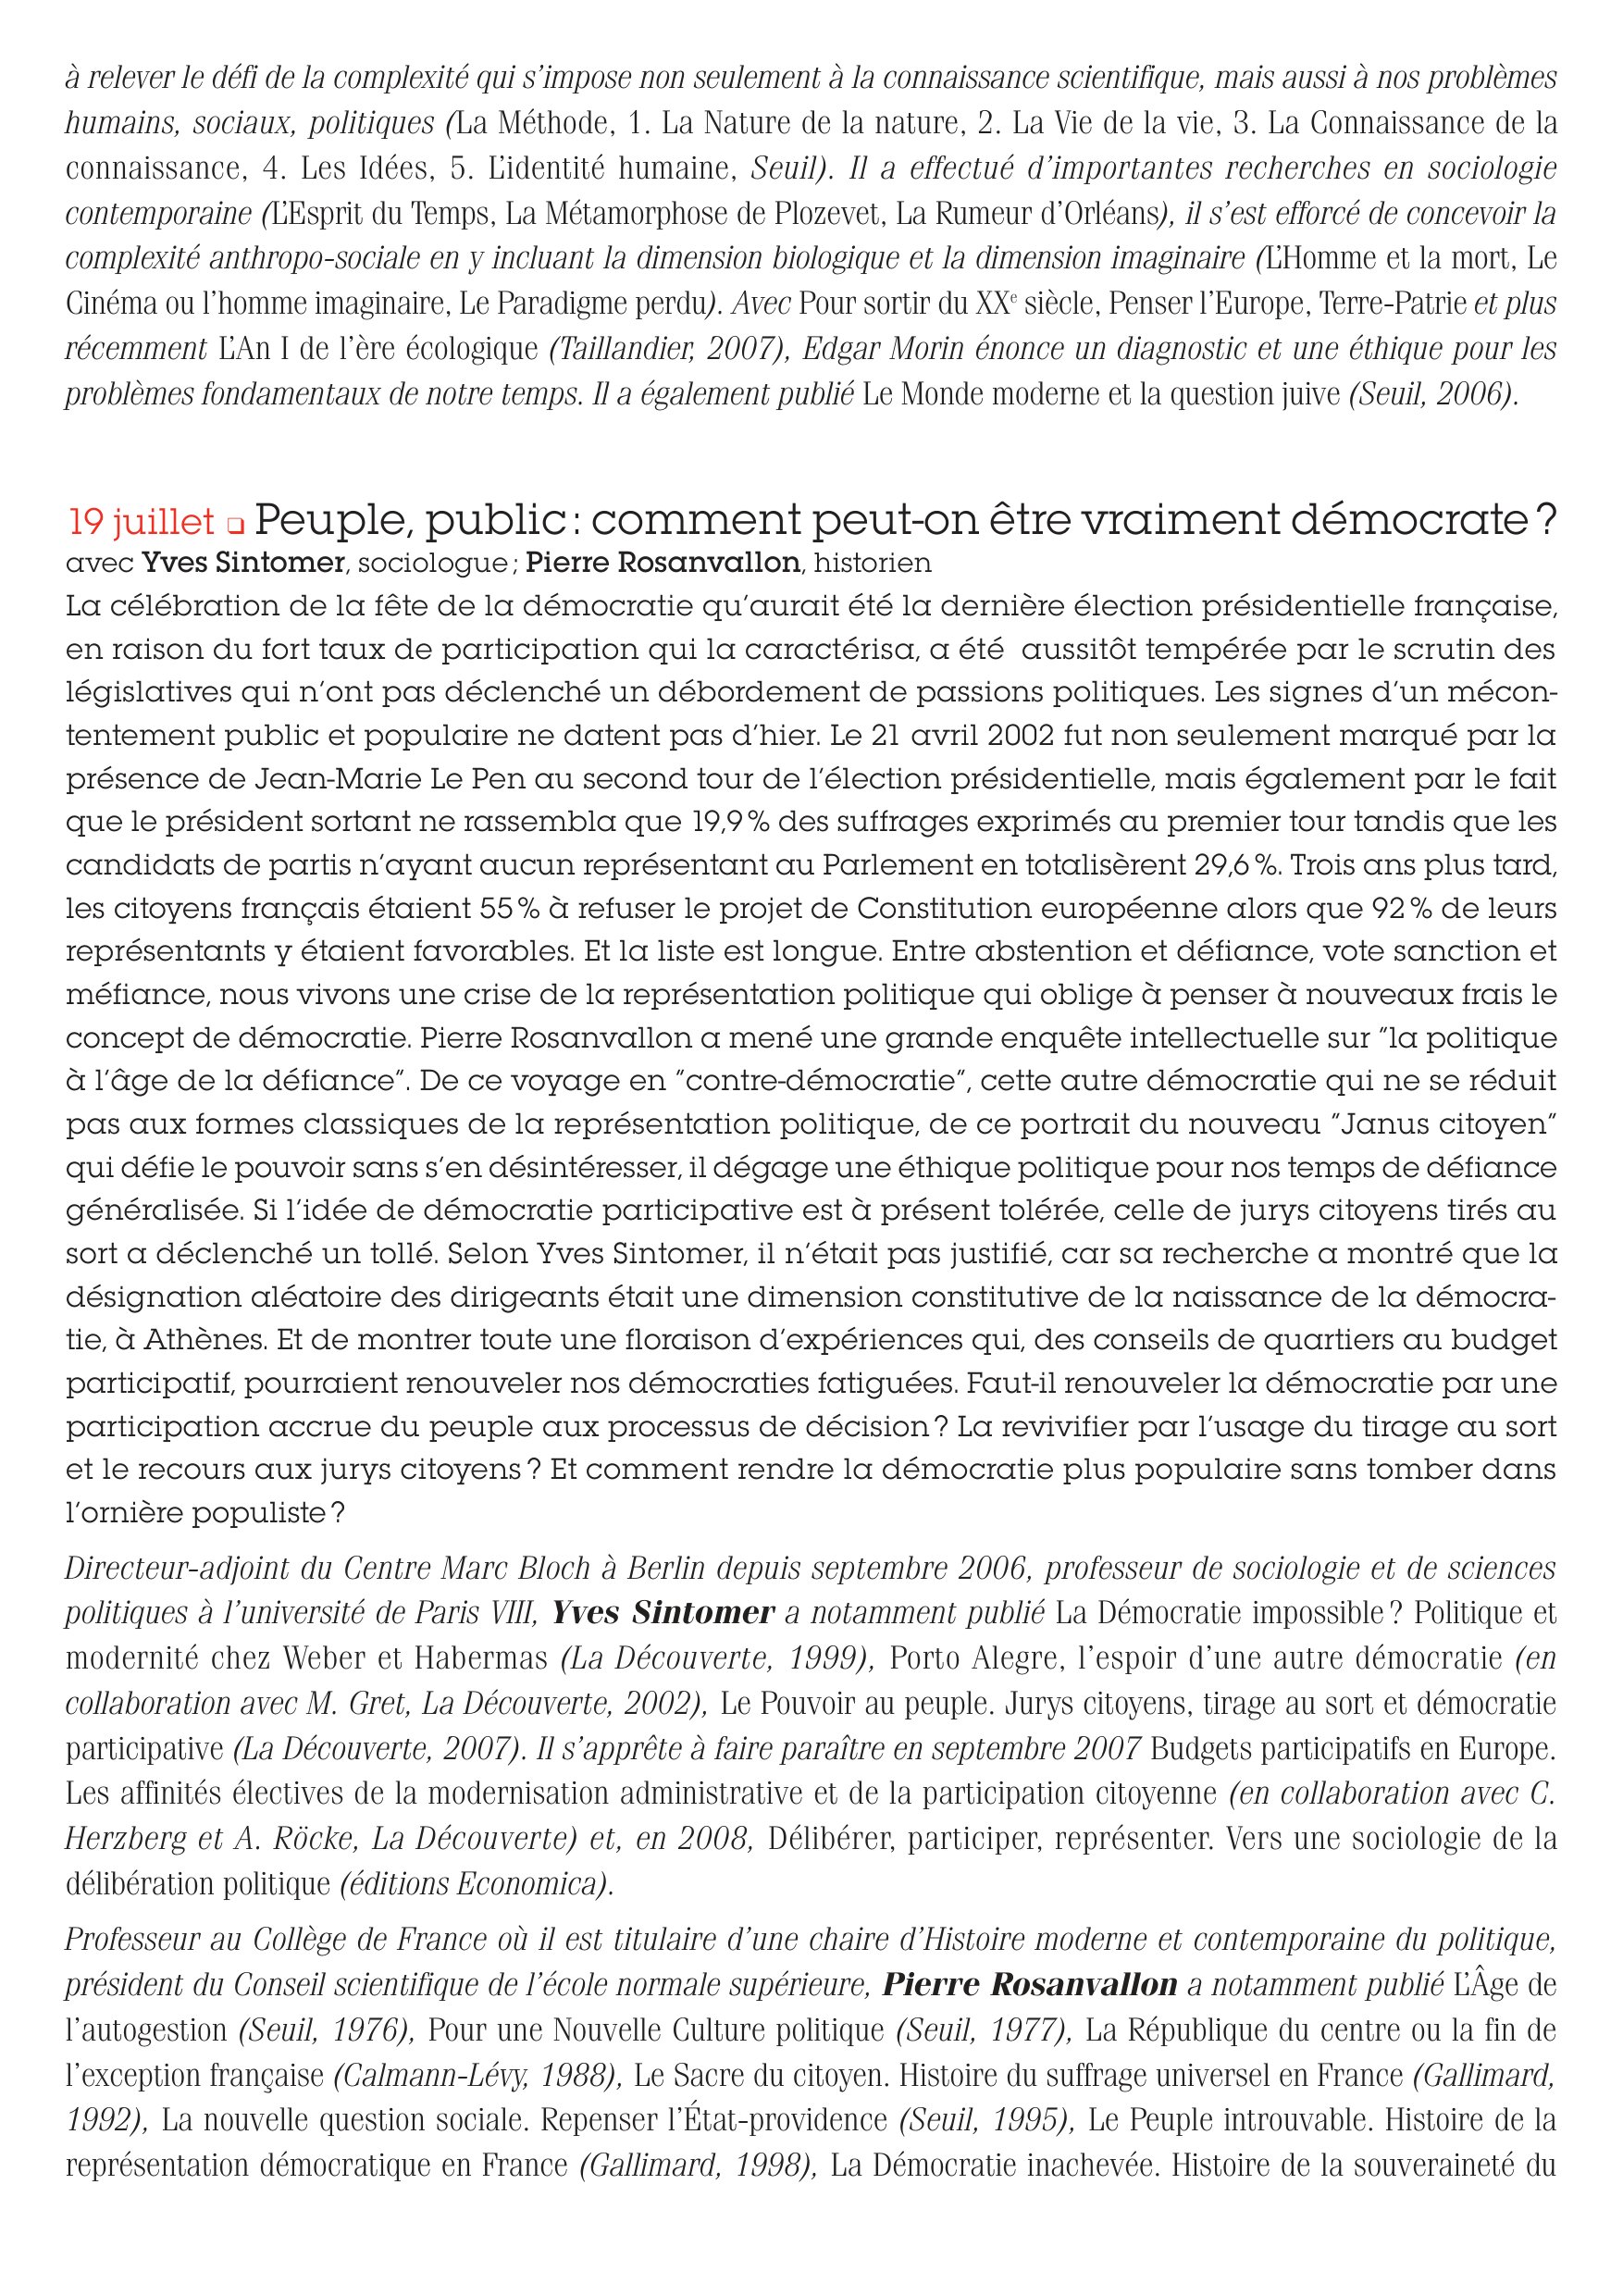 à relever le défi de la complexité qui s’impose non seulement à la connaissance scientifique, mais aussi à nos problèmes
humains, sociaux, politiques (La Méthode, 1. La Nature de la nature, 2. La Vie de la vie, 3. La Connaissance de la
connaissance, 4. Les Idées, 5. L’identité humaine, Seuil). Il a effectué d’importantes recherches en sociologie
contemporaine (L’Esprit du Temps, La Métamorphose de Plozevet, La Rumeur d’Orléans), il s’est efforcé de concevoir la
complexité anthropo-sociale en y incluant la dimension biologique et la dimension imaginaire (L’Homme et la mort, Le
Cinéma ou l’homme imaginaire, Le Paradigme perdu). Avec Pour sortir du XXe siècle, Penser l’Europe, Terre-Patrie et plus
récemment L’An I de l’ère écologique (Taillandier, 2007), Edgar Morin énonce un diagnostic et une éthique pour les
problèmes fondamentaux de notre temps. Il a également publié Le Monde moderne et la question juive (Seuil, 2006).
19 juillet ❑ Peuple, public : comment peut-on être vraiment démocrate ?
avec Yves Sintomer, sociologue ; Pierre Rosanvallon, historien
La célébration de la fête de la démocratie qu’aurait été la dernière élection présidentielle française,
en raison du fort taux de participation qui la caractérisa, a été aussitôt tempérée par le scrutin des
législatives qui n’ont pas déclenché un débordement de passions politiques. Les signes d’un mécon-
tentement public et populaire ne datent pas d’hier. Le 21 avril 2002 fut non seulement marqué par la
présence de Jean-Marie Le Pen au second tour de l’élection présidentielle, mais également par le fait
que le président sortant ne rassembla que 19,9 % des suffrages exprimés au premier tour tandis que les
candidats de partis n’ayant aucun représentant au Parlement en totalisèrent 29,6 %. Trois ans plus tard,
les citoyens français étaient 55 % à refuser le projet de Constitution européenne alors que 92 % de leurs
représentants y étaient favorables. Et la liste est longue. Entre abstention et défiance, vote sanction et
méfiance, nous vivons une crise de la représentation politique qui oblige à penser à nouveaux frais le
concept de démocratie. Pierre Rosanvallon a mené une grande enquête intellectuelle sur "la politique
à l’âge de la défiance". De ce voyage en "contre-démocratie", cette autre démocratie qui ne se réduit
pas aux formes classiques de la représentation politique, de ce portrait du nouveau "Janus citoyen"
qui défie le pouvoir sans s’en désintéresser, il dégage une éthique politique pour nos temps de défiance
généralisée. Si l’idée de démocratie participative est à présent tolérée, celle de jurys citoyens tirés au
sort a déclenché un tollé. Selon Yves Sintomer, il n’était pas justifié, car sa recherche a montré que la
désignation aléatoire des dirigeants était une dimension constitutive de la naissance de la démocra-
tie, à Athènes. Et de montrer toute une floraison d’expériences qui, des conseils de quartiers au budget
participatif, pourraient renouveler nos démocraties fatiguées. Faut-il renouveler la démocratie par une
participation accrue du peuple aux processus de décision ? La revivifier par l’usage du tirage au sort
et le recours aux jurys citoyens ? Et comment rendre la démocratie plus populaire sans tomber dans
l’ornière populiste ?
Directeur-adjoint du Centre Marc Bloch à Berlin depuis septembre 2006, professeur de sociologie et de sciences
politiques à l’université de Paris VIII, Yves Sintomer a notamment publié La Démocratie impossible ? Politique et
modernité chez Weber et Habermas (La Découverte, 1999), Porto Alegre, l’espoir d’une autre démocratie (en
collaboration avec M. Gret, La Découverte, 2002), Le Pouvoir au peuple. Jurys citoyens, tirage au sort et démocratie
participative (La Découverte, 2007). Il s’apprête à faire paraître en septembre 2007 Budgets participatifs en Europe.
Les affinités électives de la modernisation administrative et de la participation citoyenne (en collaboration avec C.
Herzberg et A. Röcke, La Découverte) et, en 2008, Délibérer, participer, représenter. Vers une sociologie de la
délibération politique (éditions Economica).
Professeur au Collège de France où il est titulaire d’une chaire d’Histoire moderne et contemporaine du politique,
président du Conseil scientifique de l’école normale supérieure, Pierre Rosanvallon a notamment publié L’Âge de
l’autogestion (Seuil, 1976), Pour une Nouvelle Culture politique (Seuil, 1977), La République du centre ou la fin de
l’exception française (Calmann-Lévy, 1988), Le Sacre du citoyen. Histoire du suffrage universel en France (Gallimard,
1992), La nouvelle question sociale. Repenser l’État-providence (Seuil, 1995), Le Peuple introuvable. Histoire de la
représentation démocratique en France (Gallimard, 1998), La Démocratie inachevée. Histoire de la souveraineté du